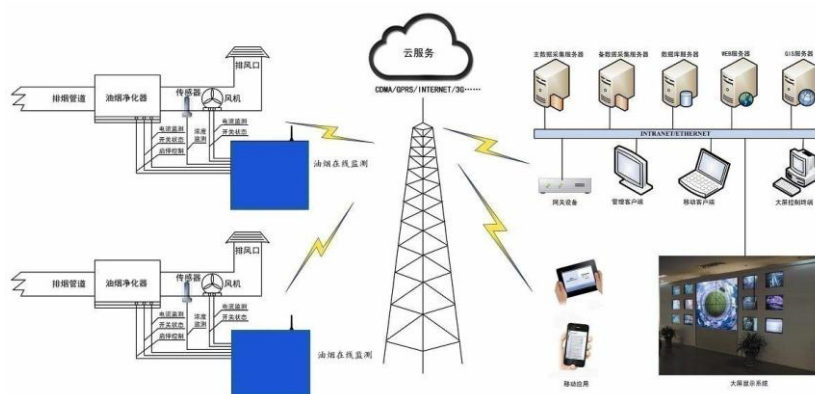 云服务
CDMA/GPRS/INTERNET/3G······
排风口
排烟管道
油烟净化器
传感器
风机
电流监测
开关状态
启停控制
浓度监测
电流监测
开关状态
油烟在线监测
排风口
排烟管道
油烟净化器
传感器
风机
电流监测
开关状态
启停控制
浓度监测
电流监测
开关状态
油烟在线监测
主数据采集服务器
备数据采集服务器
数据库服务器
WEB服务器
GIS服务器
INTRANET/ETHERNET
网关设备
管理客户端
移动客户端
大屏控制终端
移动应用
大屏显示系统